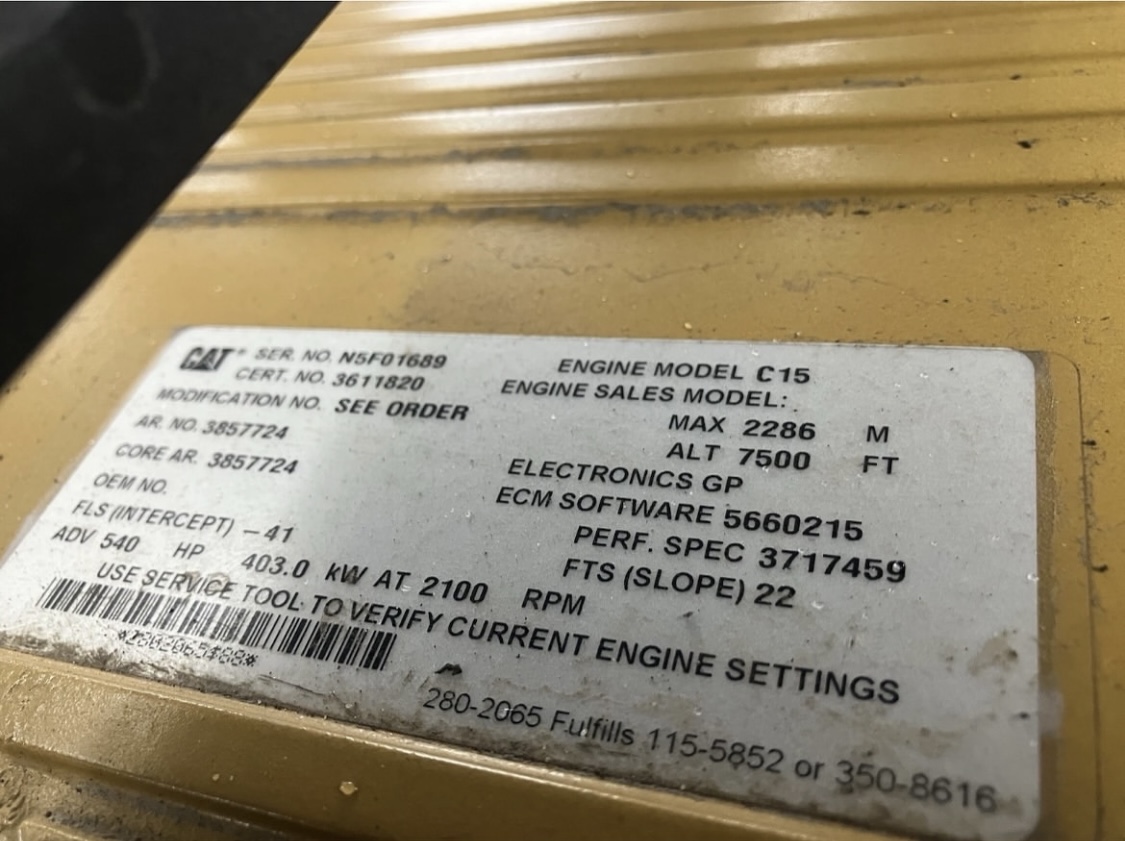 CAT® SER. NO. N5F01689 ENGINE MODEL C15
CERT. NO. 3611820 ENGINE SALES MODEL:
MODIFICATION NO. SEE ORDER MAX 2286 M
AR. NO. 3857724 ALT 7500 FT
CORE AR. 3857724 ELECTRONICS GP
OEM NO. ECM SOFTWARE 5660215
FLS (INTERCEPT) -41 PERF. SPEC 3717459
ADV 540 HP 403.0 kW AT 2100 RPM FTS (SLOPE) 22
USE SERVICE TOOL TO VERIFY CURRENT ENGINE SETTINGS
280-2065 Fulfills 115-5852 or 350-8616